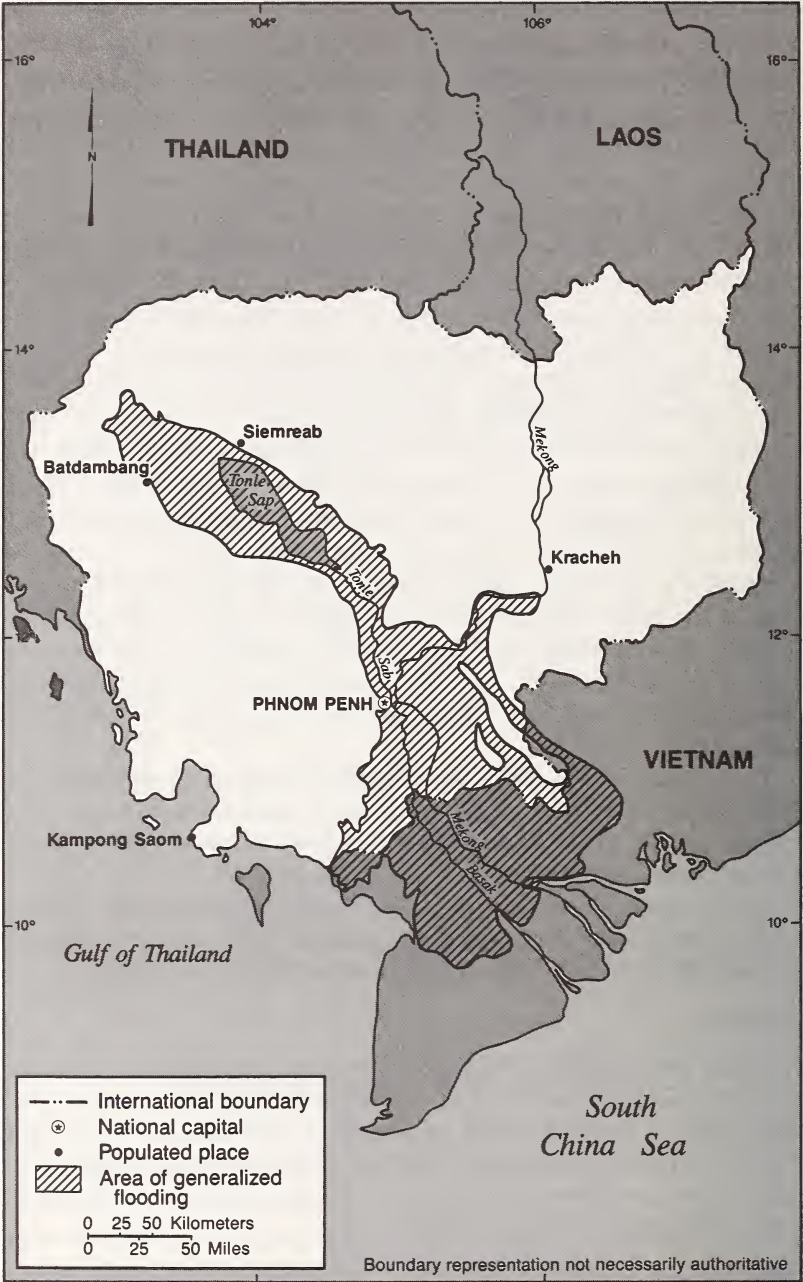 104°
106°
16°
16°
N
THAILAND
LAOS
14°
14°
Siemreab
Mekong
Batdambang
Tonle
Sap
Kracheh
Tonle
12°
Sab
PHNOM PENH
VIETNAM
Kampong Saom
Mekong
Basak
10°
10°
Gulf of Thailand
South
China Sea
International boundary
National capital
Populated place
Area of generalized
flooding
0 25 50 Kilometers
0 25 50 Miles
Boundary representation not necessarily authoritative